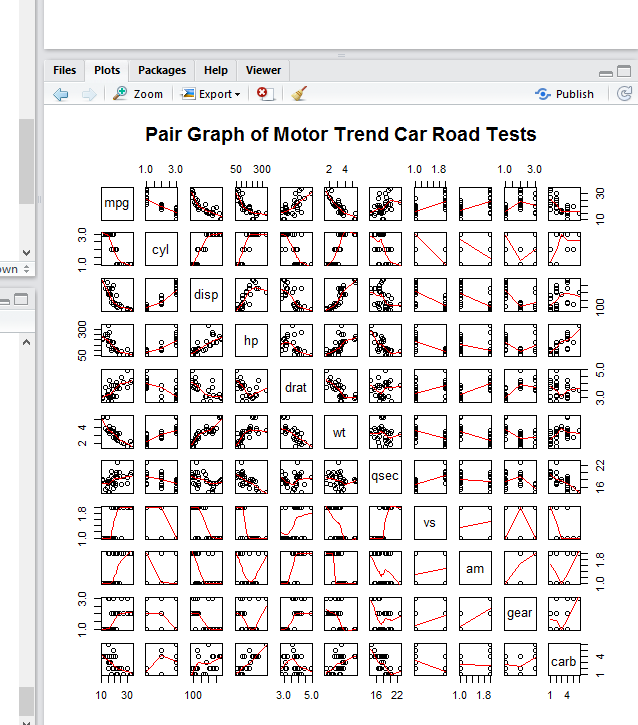 Files Plots Packages Help Viewer
Zoom Export Publish
Pair Graph of Motor Trend Car Road Tests
1.0 3.0 50 300 2 4 1.0 1.8 1.0 3.0
mpg 10 30
1.0 3.0 cyl
disp 100
50 300 hp
drat 3.0 5.0
2 4 wt
qsec 16 22
1.0 1.8 vs
am 1.0 1.8
1.0 3.0 gear
carb 1 4
10 30 100 3.0 5.0 16 22 1.0 1.8 1 4
own